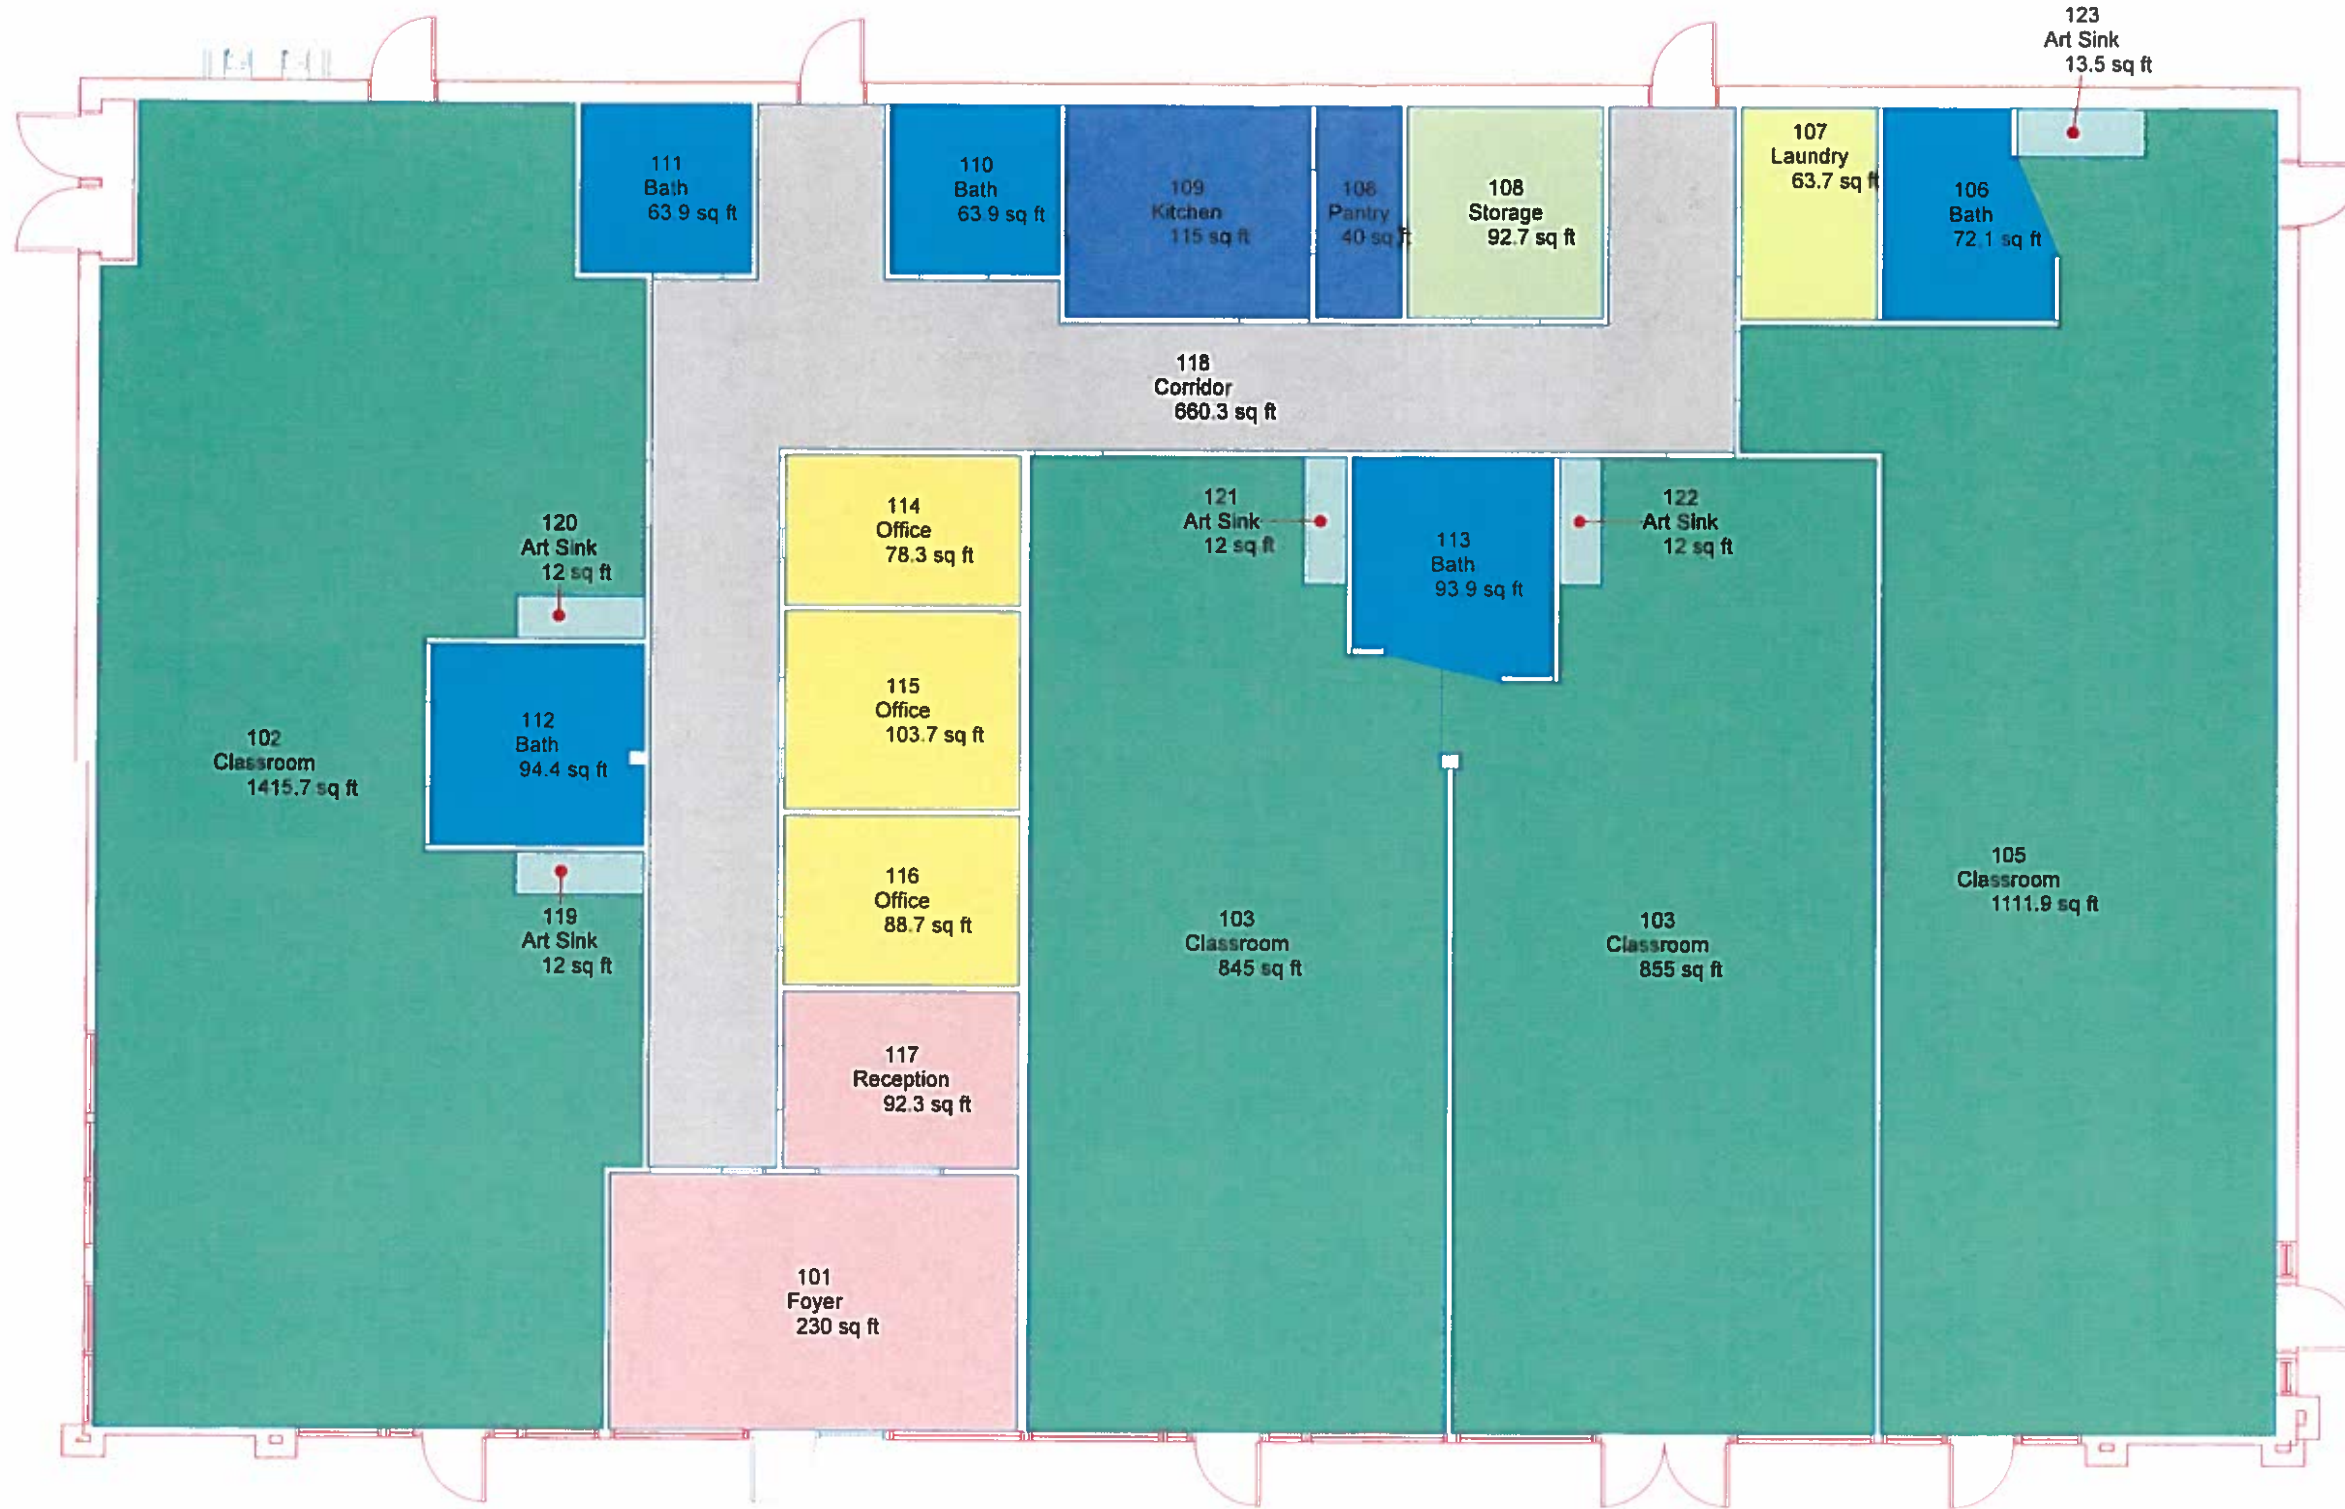 123
Art Sink
13.5 sq ft
111
Bath
63.9 sq ft
110
Bath
63.9 sq ft
109
Kitchen
115 sq ft
106
Pantry
40 sq ft
108
Storage
92.7 sq ft
107
Laundry
63.7 sq ft
106
Bath
72.1 sq ft
118
Corridor
660.3 sq ft
120
Art Sink
12 sq ft
114
Office
78.3 sq ft
121
Art Sink
12 sq ft
113
Bath
93.9 sq ft
122
Art Sink
12 sq ft
102
Classroom
1415.7 sq ft
112
Bath
94.4 sq ft
115
Office
103.7 sq ft
119
Art Sink
12 sq ft
116
Office
88.7 sq ft
103
Classroom
845 sq ft
103
Classroom
855 sq ft
105
Classroom
1111.9 sq ft
117
Reception
92.3 sq ft
101
Foyer
230 sq ft